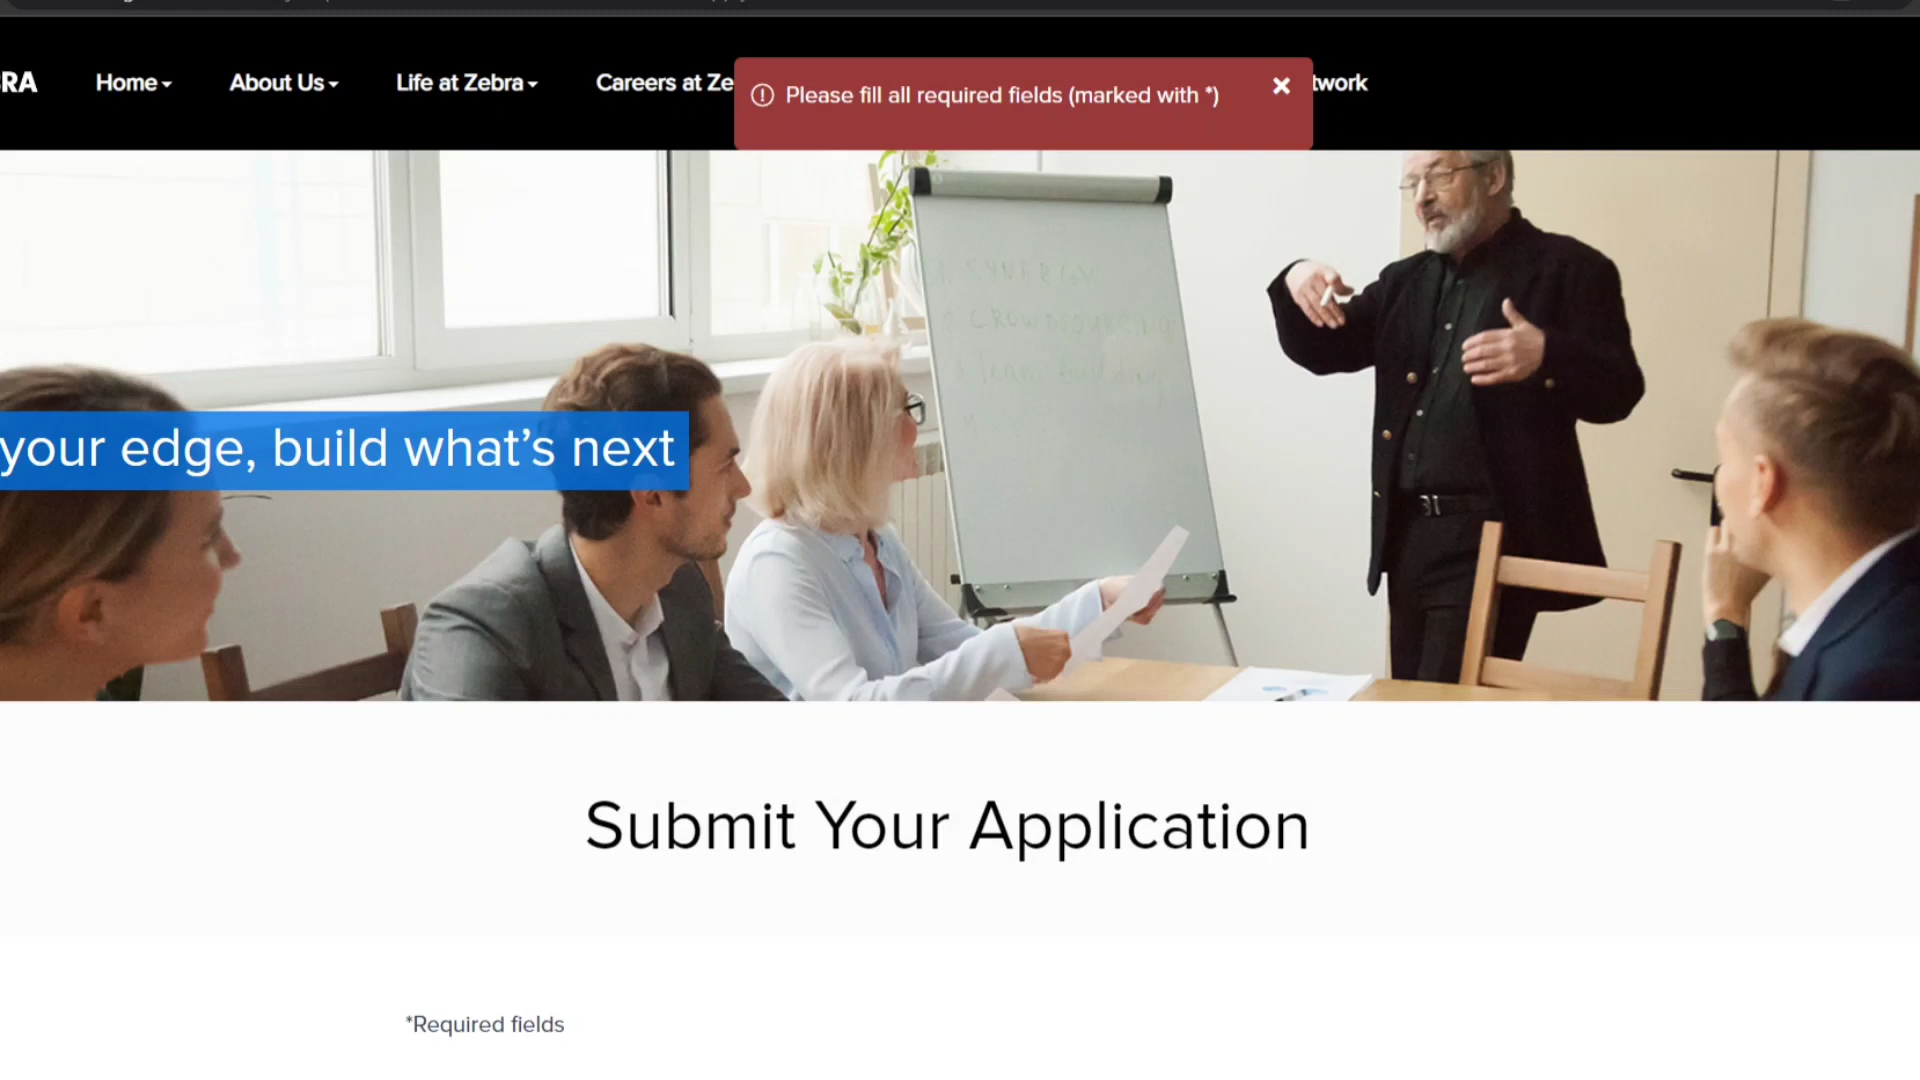 RA
Home
About Us
Life at Zebra
Careers at Ze
twork
Please fill all required fields (marked with *)
SYNERGY
your edge, build what’s next
Submit Your Application
*Required fields